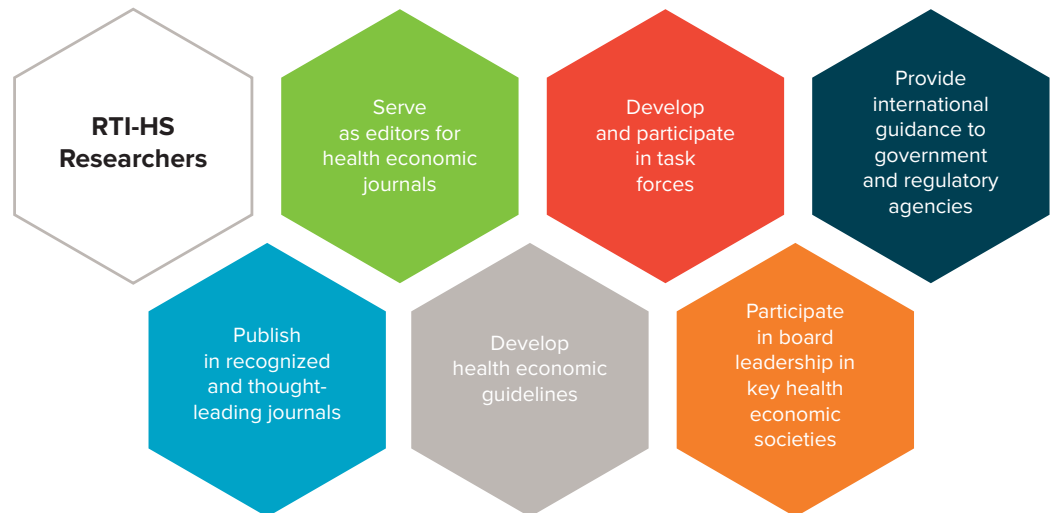 RTI-HS
Researchers
Serve
as editors for
health economic
journals
Develop
and participate
in task
forces
Provide
international
guidance to
government
and regulatory
agencies
Publish
in recognized
and thought-
leading journals
Develop
health economic
guidelines
Participate
in board
leadership in
key health
economic
societies